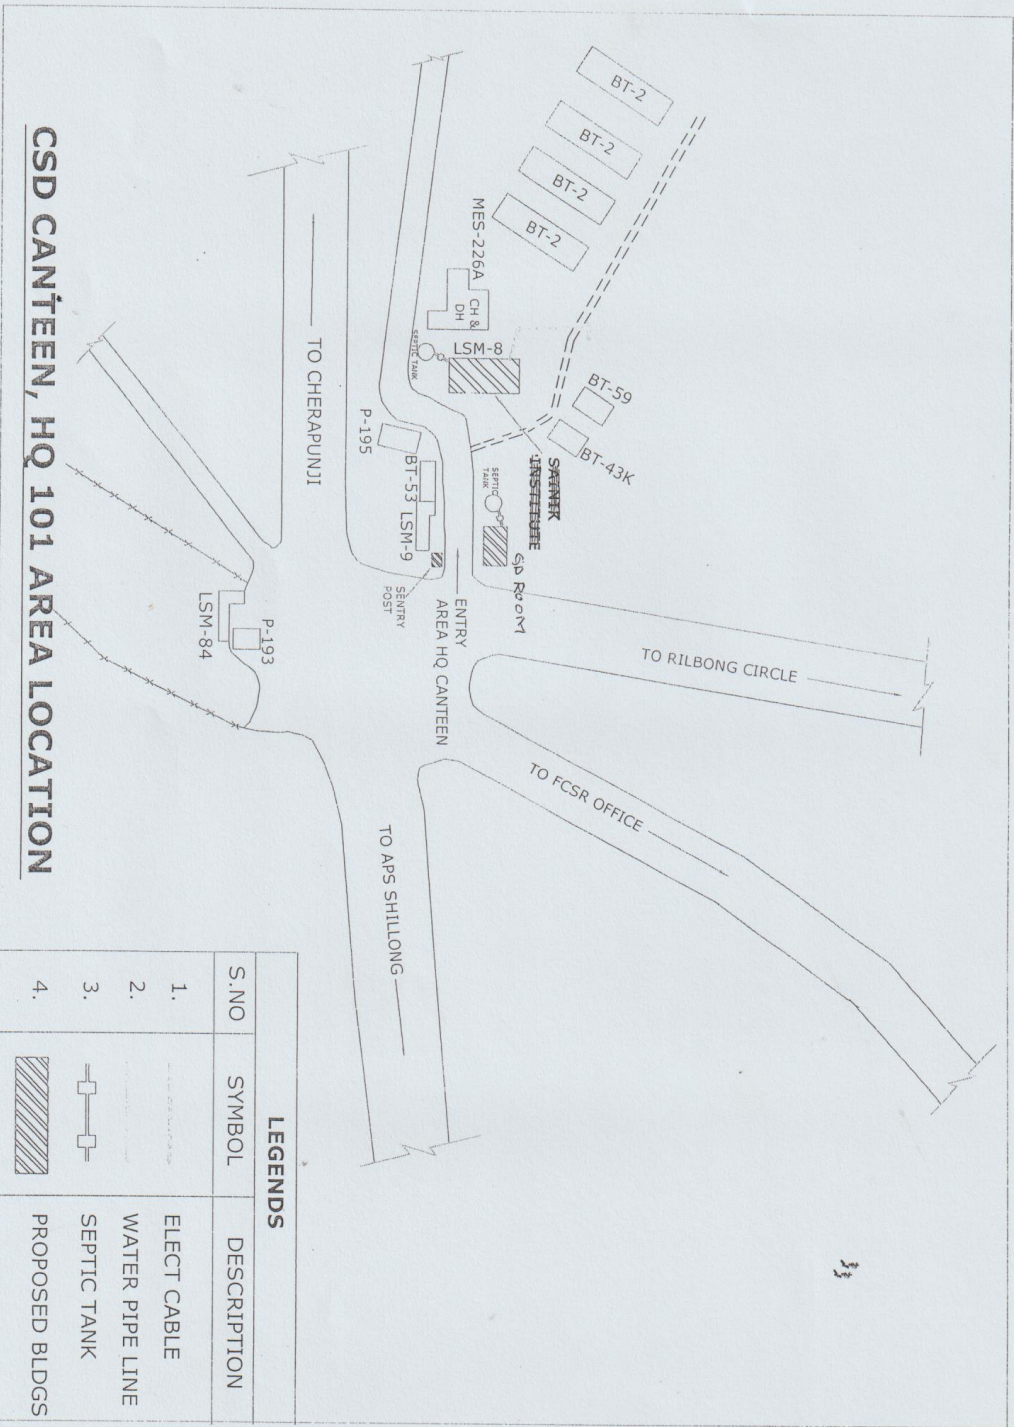 BT-2
BT-2
BT-2
BT-2
BT-59
BT-43K
MES-226A
CH &
DH
LSM-8
SEPTIC TANK
SAINIK
INSTITUTE
SEPTIC
TANK
SD ROOM
P-195
BT-53
LSM-9
SENTRY
POST
ENTRY
AREA HQ CANTEEN
TO CHERAPUNJI
TO RILBONG CIRCLE
TO FCSR OFFICE
TO APS SHILLONG
P-193
LSM-84
CSD CANTEEN, HQ 101 AREA LOCATION
LEGENDS
S.NO SYMBOL DESCRIPTION
1. ELECT CABLE
2. WATER PIPE LINE
3. SEPTIC TANK
4. PROPOSED BLDGS